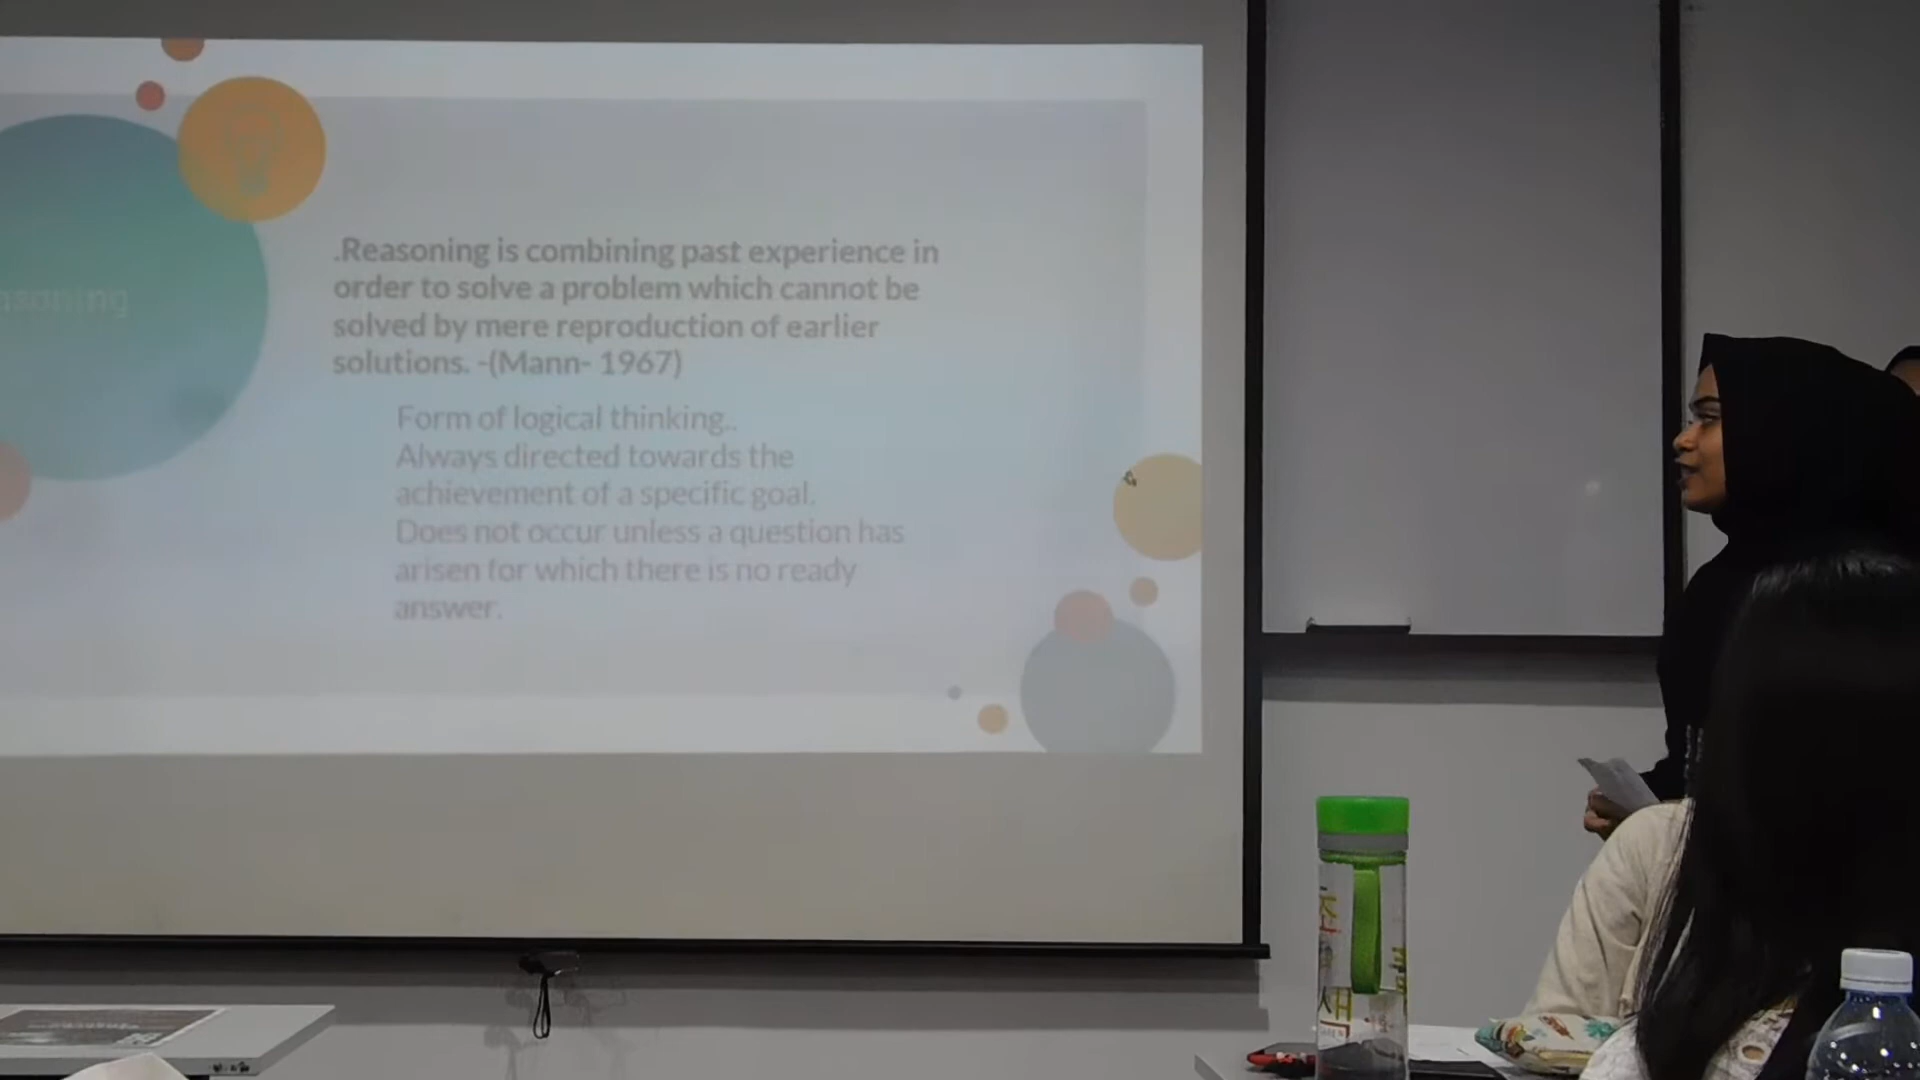 .Reasoning is combining past experience in
order to solve a problem which cannot be
solved by mere reproduction of earlier
solutions. -(Mann- 1967)
Form of logical thinking..
Always directed towards the
achievement of a specific goal.
Does not occur unless a question has
arisen for which there is no ready
answer.
asoning